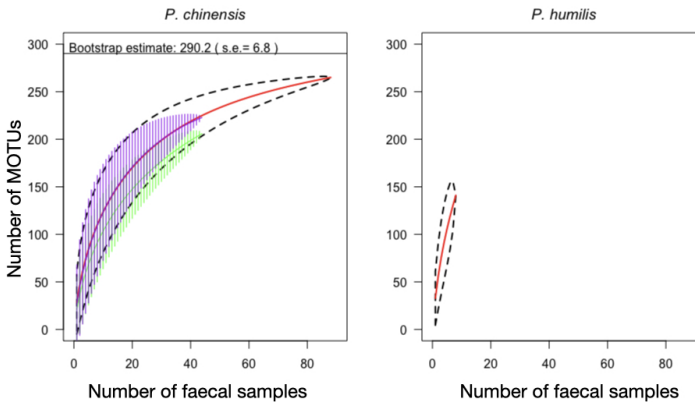 P. chinensis
Bootstrap estimate: 290.2 ( s.e.= 6.8 )
Number of MOTUs
300
250
200
150
100
50
0
0 20 40 60 80
Number of faecal samples
P. humilis
300
250
200
150
100
50
0
0 20 40 60 80
Number of faecal samples